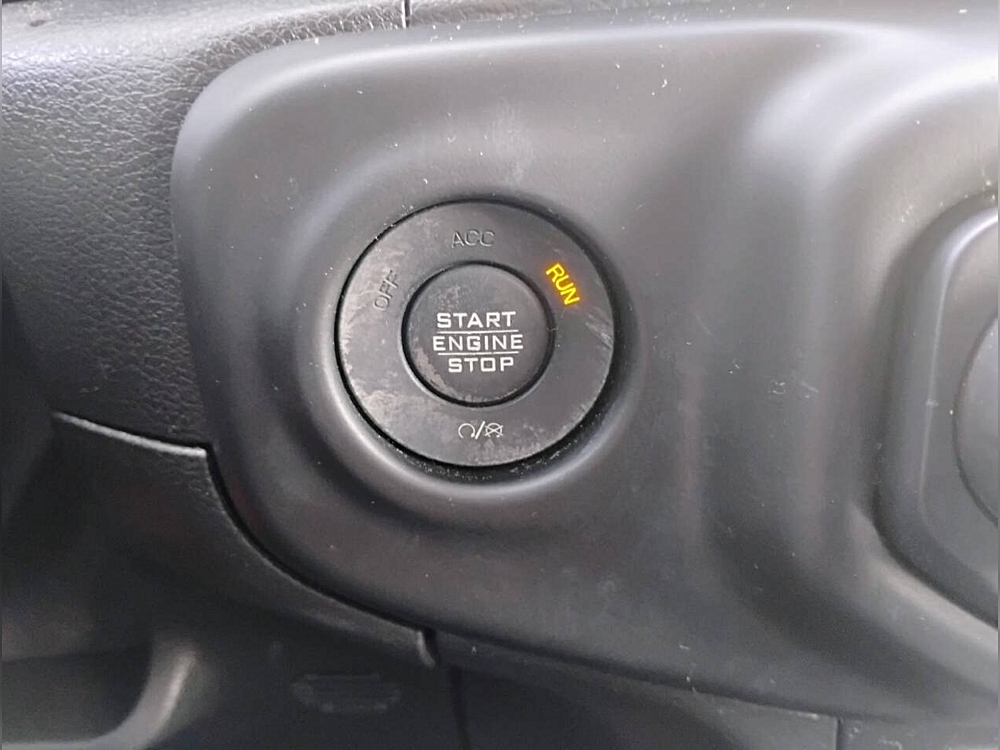 ACC
OFF
RUN
START
ENGINE
STOP